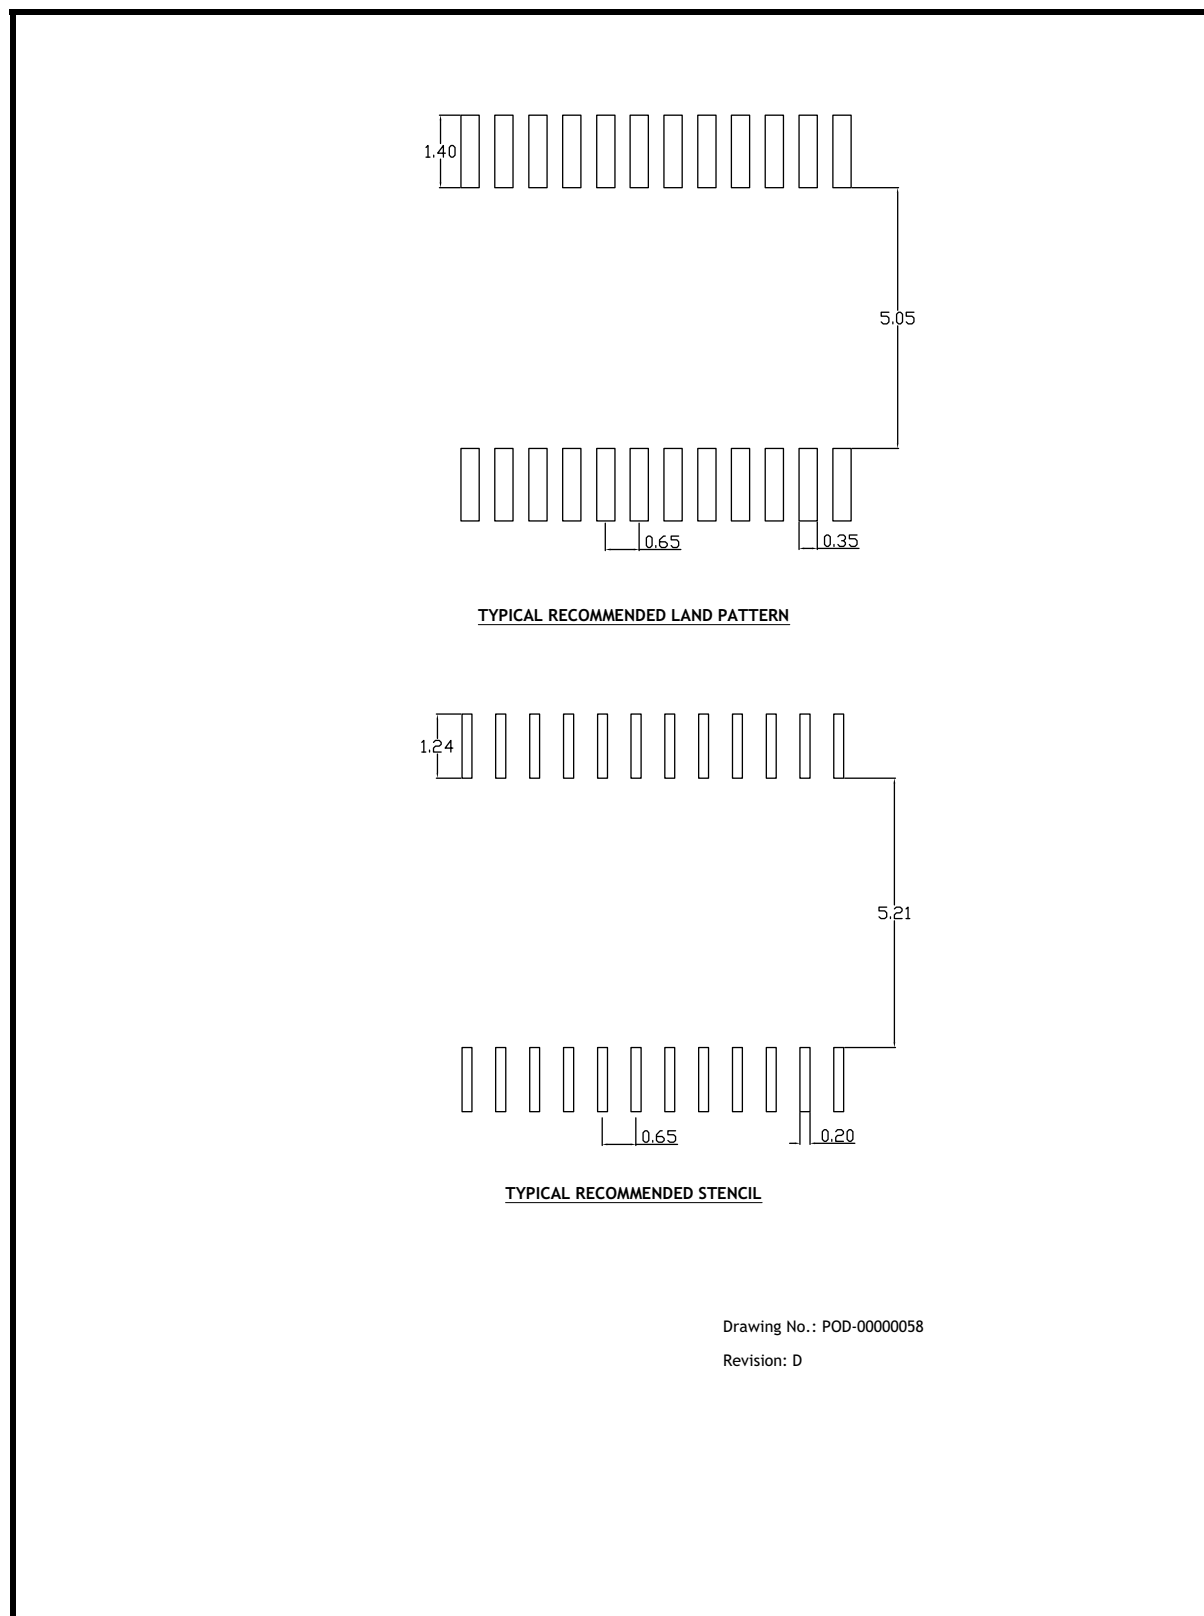 1.40
5.05
0.65
0.35
TYPICAL RECOMMENDED LAND PATTERN
1.24
5.21
0.65
0.20
TYPICAL RECOMMENDED STENCIL
Drawing No.: POD-00000058
Revision: D